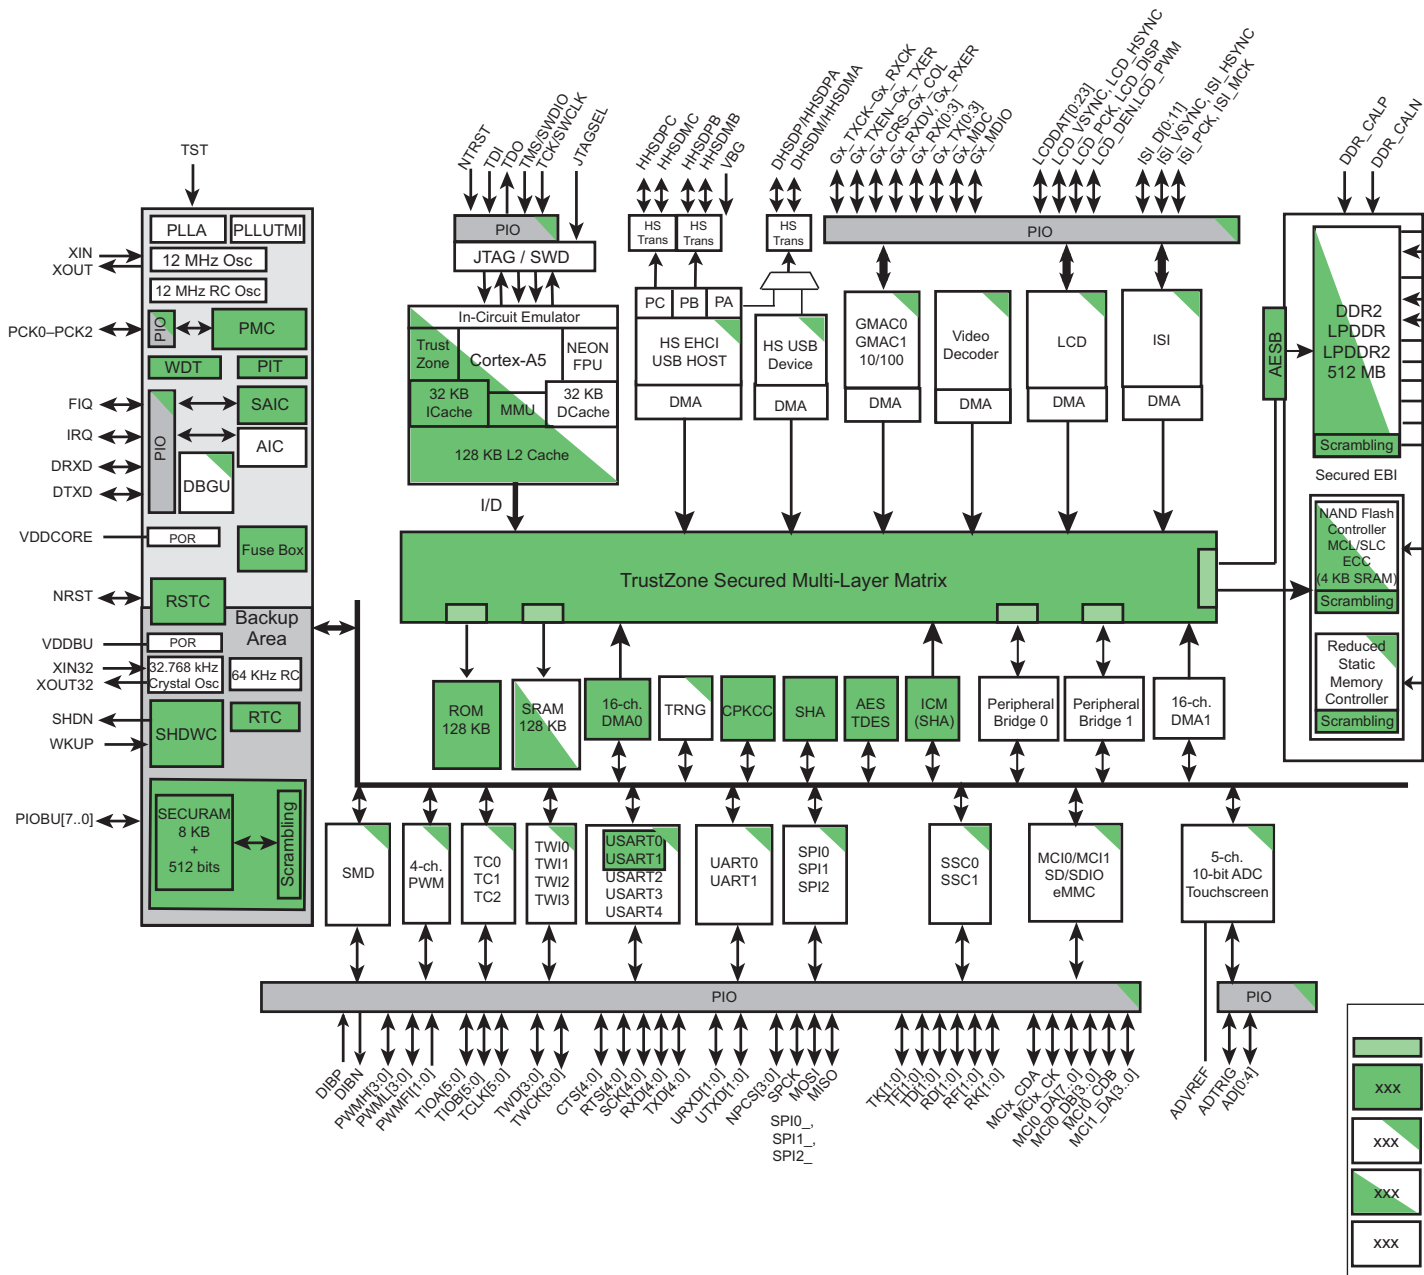 TST
NTRST
TDI
TDO
TMS/SWDIO
TCK/SWCLK
JTAGSEL
HHSDPC
HHSDMC
HHSDPB
HHSDMB
VBG
DHSDP/HHSDPA
DHSDM/HHSDMA
Gx_TXCK–Gx_RXCK
Gx_TXEN–Gx_TXER
Gx_CRS–Gx_COL
Gx_RXDV, Gx_RXER
Gx_RX[0:3]
Gx_TX[0:3]
Gx_MDC
Gx_MDIO
LCDDAT[0:23]
LCD_VSYNC, LCD_HSYNC
LCD_PCK, LCD_DISP
LCD_DEN,LCD_PWM
ISI_D[0:11]
ISI_VSYNC, ISI_HSYNC
ISI_PCK, ISI_MCK
DDR_CALP
DDR_CALN
PLLA
PLLUTMI
XIN
XOUT
12 MHz Osc
12 MHz RC Osc
PCK0–PCK2
PIO
PMC
WDT
PIT
FIQ
SAIC
IRQ
PIO
AIC
DRXD
DTXD
DBGU
VDDCORE
POR
Fuse Box
NRST
RSTC
Backup
Area
VDDBU
POR
XIN32
XOUT32
32.768 kHz
Crystal Osc
64 KHz RC
SHDN
WKUP
SHDWC
RTC
PIOBU[7..0]
SECURAM
8 KB
+
512 bits
Scrambling
PIO
JTAG / SWD
In-Circuit Emulator
Trust
Zone
Cortex-A5
NEON
FPU
32 KB
ICache
MMU
32 KB
DCache
128 KB L2 Cache
I/D
HS
Trans
HS
Trans
HS
Trans
PC
PB
PA
HS EHCI
USB HOST
DMA
HS USB
Device
DMA
PIO
GMAC0
GMAC1
10/100
DMA
Video
Decoder
DMA
LCD
DMA
ISI
DMA
AESB
DDR2
LPDDR
LPDDR2
512 MB
Scrambling
Secured EBI
NAND Flash
Controller
MCL/SLC
ECC
(4 KB SRAM)
Scrambling
Reduced
Static
Memory
Controller
Scrambling
TrustZone Secured Multi-Layer Matrix
ROM
128 KB
SRAM
128 KB
16-ch.
DMA0
TRNG
CPKCC
SHA
AES
TDES
ICM
(SHA)
Peripheral
Bridge 0
Peripheral
Bridge 1
16-ch.
DMA1
SMD
4-ch.
PWM
TC0
TC1
TC2
TWI0
TWI1
TWI2
TWI3
USART0
USART1
USART2
USART3
USART4
UART0
UART1
SPI0
SPI1
SPI2
SSC0
SSC1
MCI0/MCI1
SD/SDIO
eMMC
5-ch.
10-bit ADC
Touchscreen
PIO
PIO
DIBP
DIBN
PWMH[3:0]
PWML[3:0]
PWMFI[1:0]
TIOA[5:0]
TIOB[5:0]
TCLK[5:0]
TWD[3:0]
TWCK[3:0]
CTS[4:0]
RTS[4:0]
SCK[4:0]
RXD[4:0]
TXD[4:0]
URXD[1:0]
UTXD[1:0]
NPCS[3:0]
SPCK
MOSI
MISO
SPI0_,
SPI1_,
SPI2_
TK[1:0]
TF[1:0]
TD[1:0]
RD[1:0]
RF[1:0]
RK[1:0]
MCIx_CDA
MCIx_CK
MCI0_DA[7..0]
MCI0_DB[3..0]
MCI0_CDB
MCI1_DA[3..0]
ADVREF
ADTRIG
AD[0:4]
xxx
xxx
xxx
xxx